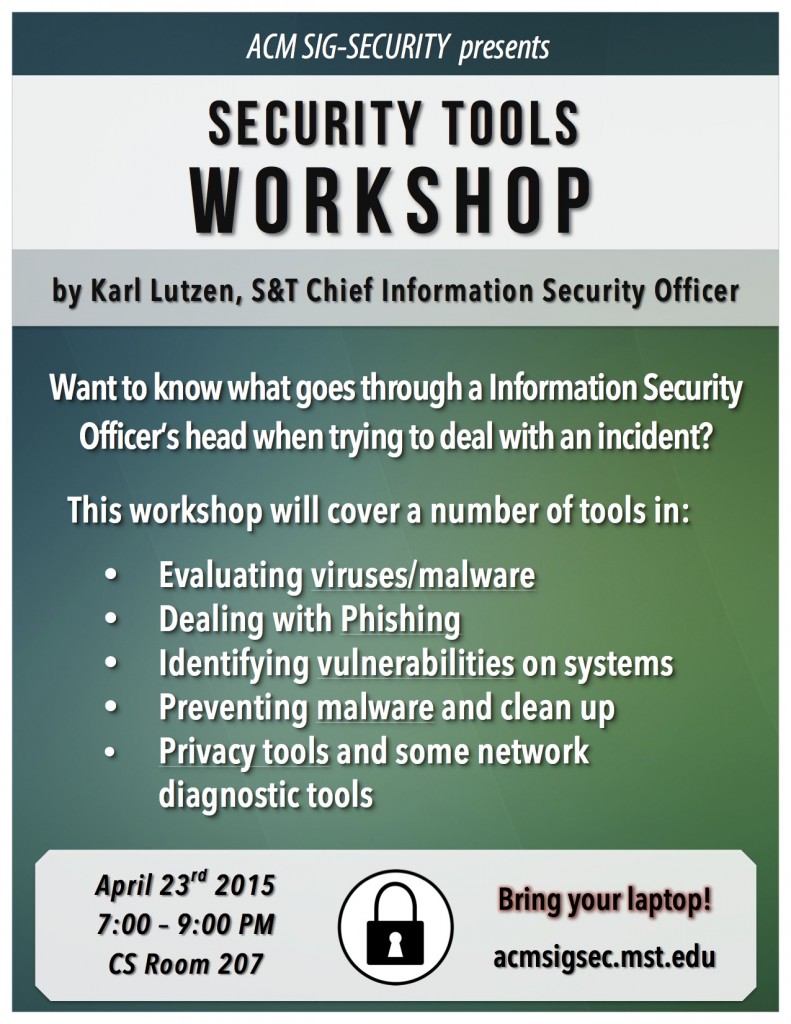 ACM SIG-SECURITY presents
SECURITY TOOLS
WORKSHOP
by Karl Lutzen, S&T Chief Information Security Officer
Want to know what goes through a Information Security
Officer's head when trying to deal with an incident?
This workshop will cover a number of tools in:
• Evaluating viruses/malware
• Dealing with Phishing
• Identifying vulnerabilities on systems
• Preventing malware and clean up
• Privacy tools and some network
diagnostic tools
April 23rd 2015
7:00 – 9:00 PM
CS Room 207
Bring your laptop!
acmsigsec.mst.edu